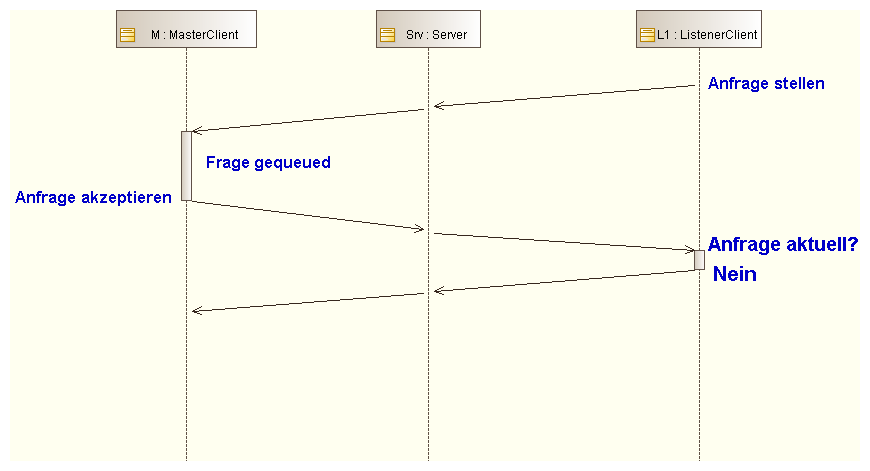 M : MasterClient
Srv : Server
L1 : ListenerClient
Anfrage stellen
Frage gequeued
Anfrage akzeptieren
Anfrage aktuell?
Nein